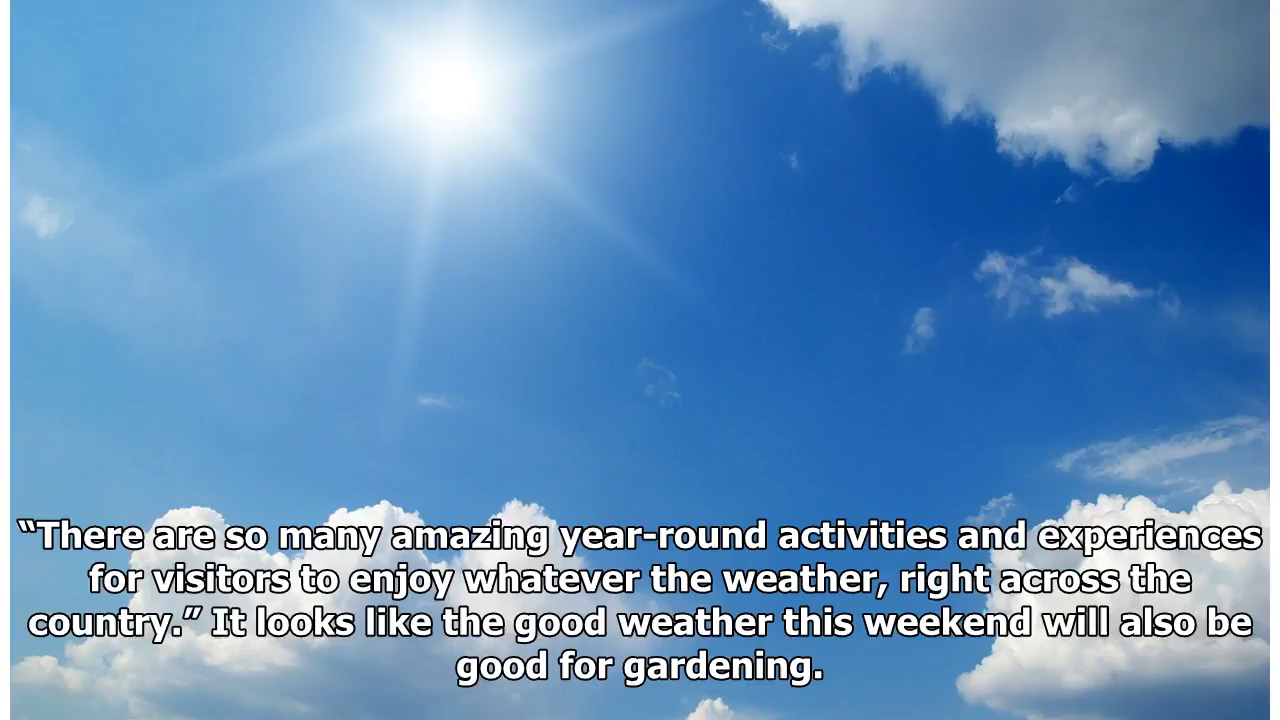 “There are so many amazing year-round activities and experiences
for visitors to enjoy whatever the weather, right across the
country.” It looks like the good weather this weekend will also be
good for gardening.